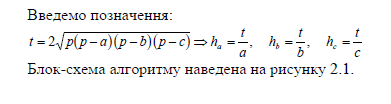 Введемо позначення:
t = 2√(p(p−a)(p−b)(p−c)) ⇒ hₐ = t/a, h_b = t/b, h_c = t/c
Блок-схема алгоритму наведена на рисунку 2.1.